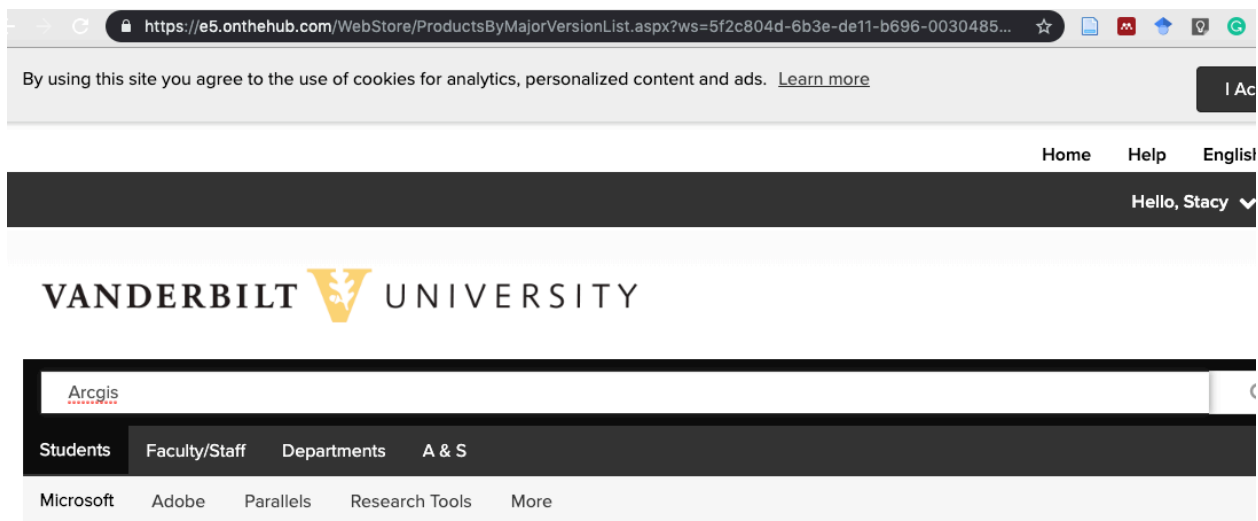 https://e5.onthehub.com/WebStore/ProductsByMajorVersionList.aspx?ws=5f2c804d-6b3e-de11-b696-0030485...
By using this site you agree to the use of cookies for analytics, personalized content and ads. Learn more
I Ac
Home Help English
Hello, Stacy
VANDERBILT V UNIVERSITY
Arcgis
Students Faculty/Staff Departments A & S
Microsoft Adobe Parallels Research Tools More